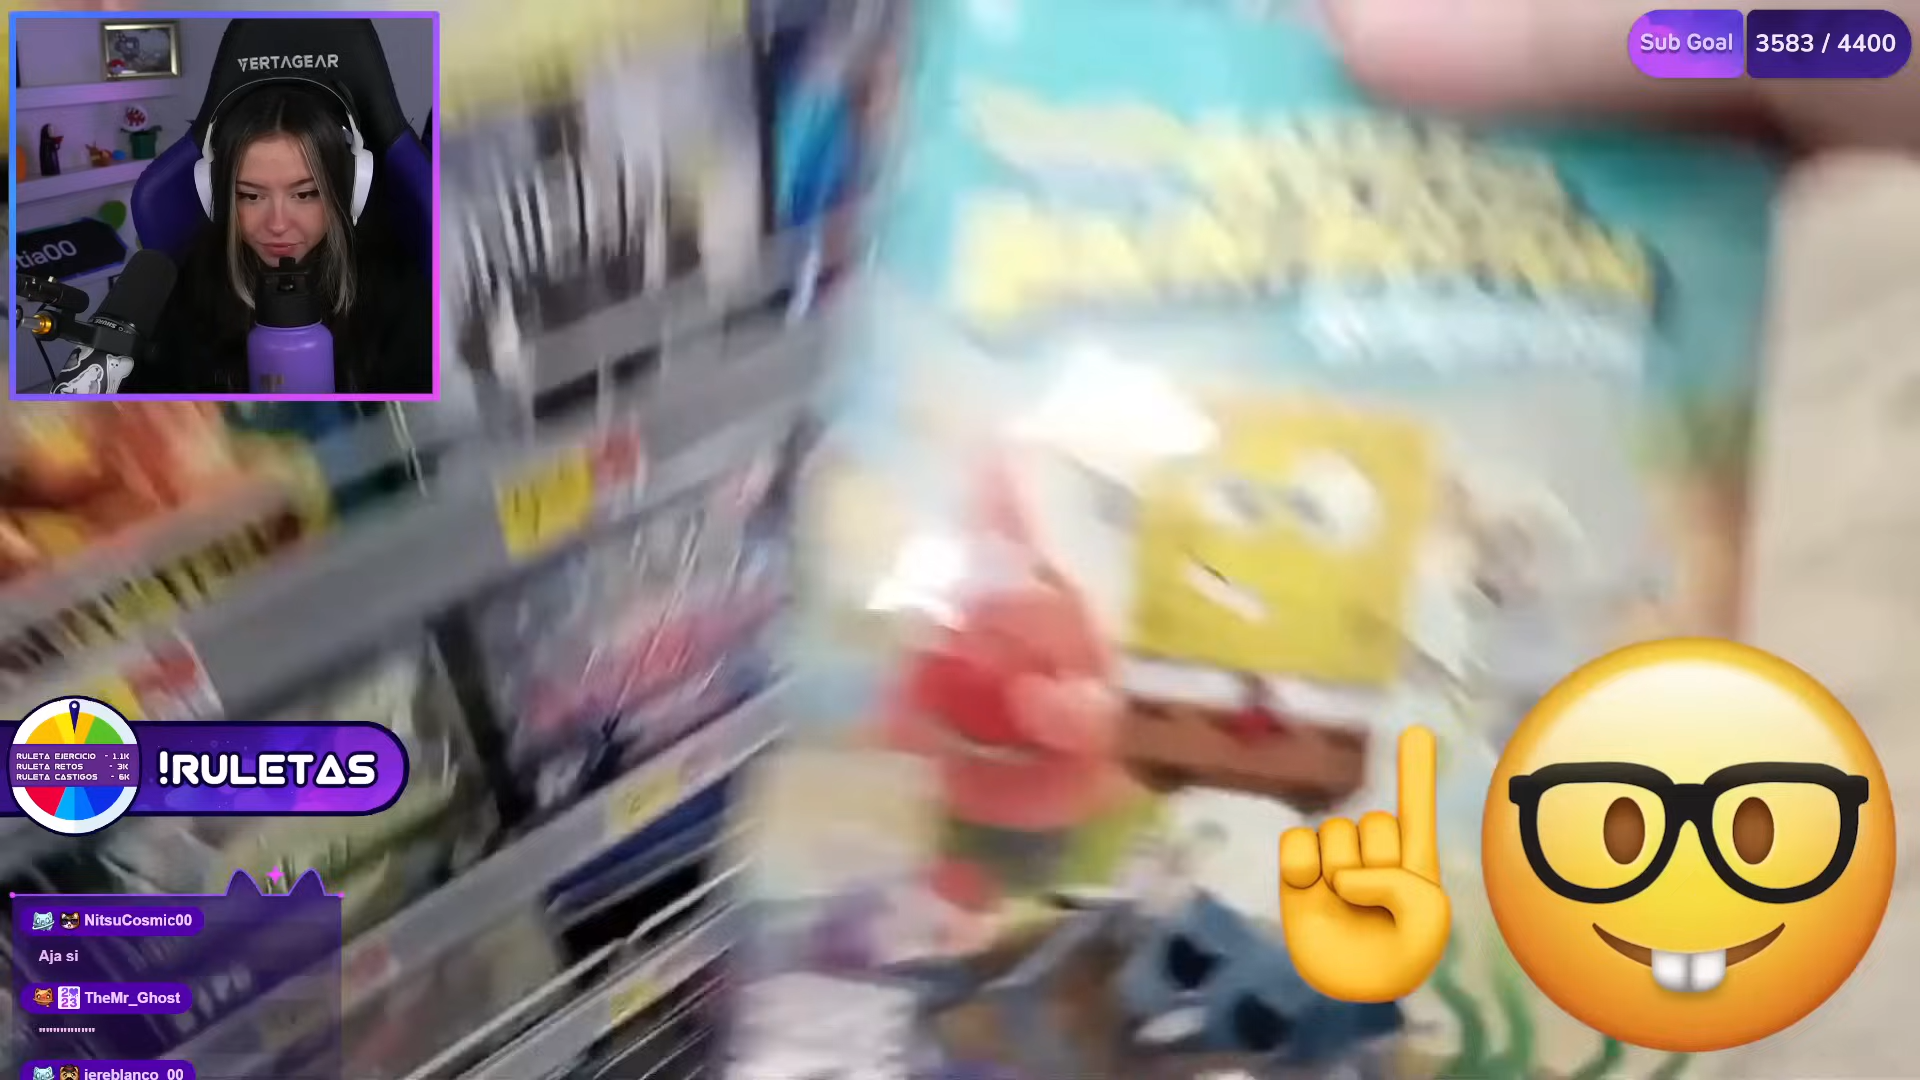 VERTAGEAR
Sub Goal 3583 / 4400
tia00
SHURE
RULETA EJERCICIO - 1.1K
RULETA RETOS - 3K
RULETA CASTIGOS - 6K
!RULETAS
NitsuCosmic00
Aja si
TheMr_Ghost
"""""""""
jereblanco_00